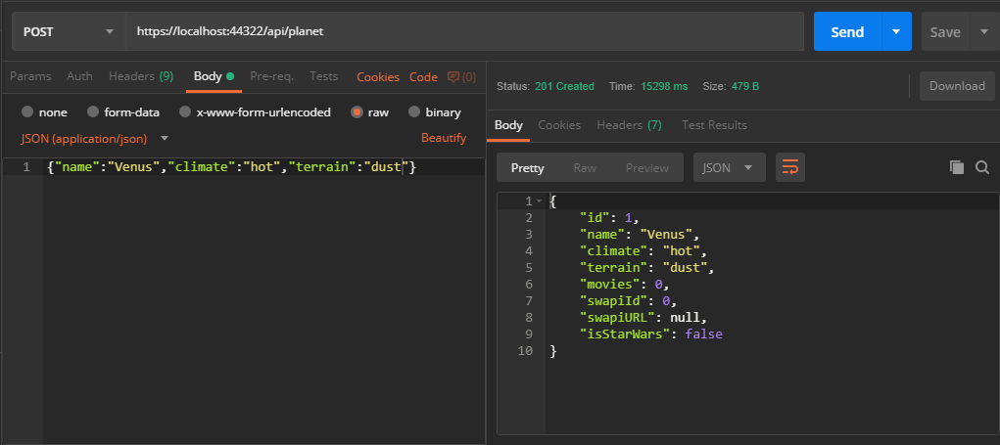 POST https://localhost:44322/api/planet Send Save
Params Auth Headers (9) Body Pre-req. Tests Cookies Code (0)
none form-data x-www-form-urlencoded raw binary
JSON (application/json) Beautify
1 {"name":"Venus","climate":"hot","terrain":"dust"}
Status: 201 Created Time: 15298 ms Size: 479 B Download
Body Cookies Headers (7) Test Results
Pretty Raw Preview JSON
1 {
2 "id": 1,
3 "name": "Venus",
4 "climate": "hot",
5 "terrain": "dust",
6 "movies": 0,
7 "swapiId": 0,
8 "swapiURL": null,
9 "isStarWars": false
10 }